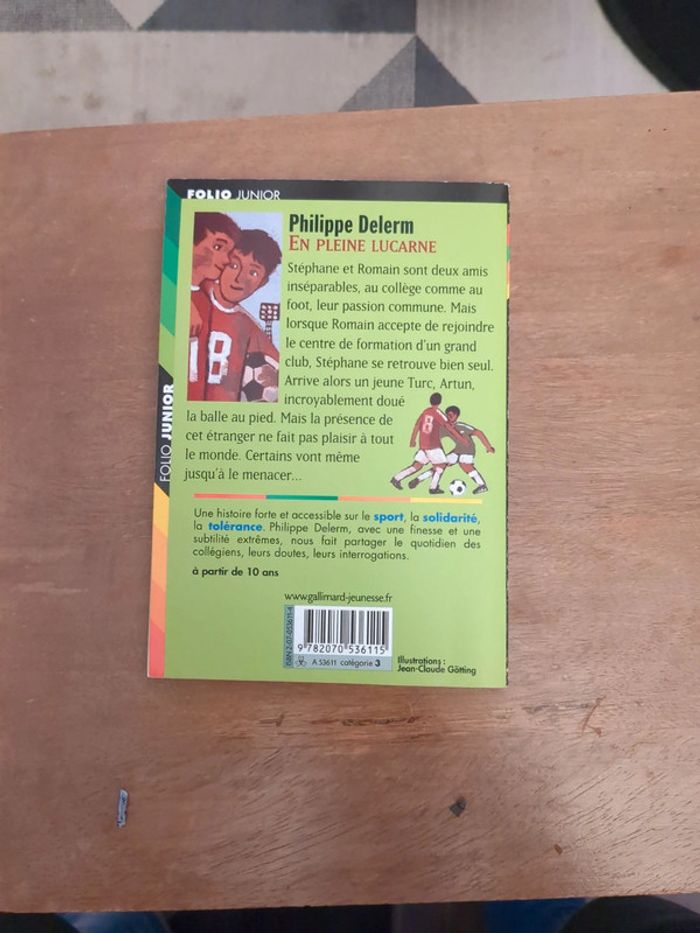 FOLIO JUNIOR
Philippe Delerm
EN PLEINE LUCARNE
Stéphane et Romain sont deux amis
inséparables, au collège comme au
foot, leur passion commune. Mais
lorsque Romain accepte de rejoindre
le centre de formation d'un grand
club, Stéphane se retrouve bien seul.
Arrive alors un jeune Turc, Artun,
incroyablement doué
la balle au pied. Mais la présence de
cet étranger ne fait pas plaisir à tout
le monde. Certains vont même
jusqu'à le menacer...
18
8
FOLIO JUNIOR
Une histoire forte et accessible sur le sport, la solidarité,
la tolérance. Philippe Delerm, avec une finesse et une
subtilité extrêmes, nous fait partager le quotidien des
collégiens, leurs doutes, leurs interrogations.
à partir de 10 ans
www.gallimard-jeunesse.fr
ISBN 2-07-053611-4
9 782070 536115
A 53611 catégorie 3
Illustrations :
Jean-Claude Götting